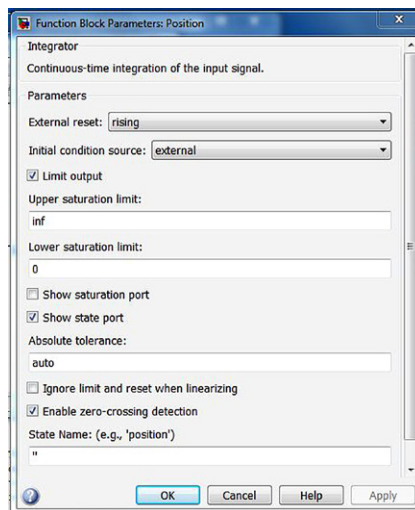 Function Block Parameters: Position
Integrator
Continuous-time integration of the input signal.
Parameters
External reset: rising
Initial condition source: external
Limit output
Upper saturation limit:
inf
Lower saturation limit:
0
Show saturation port
Show state port
Absolute tolerance:
auto
Ignore limit and reset when linearizing
Enable zero-crossing detection
State Name: (e.g., 'position')
''
OK Cancel Help Apply